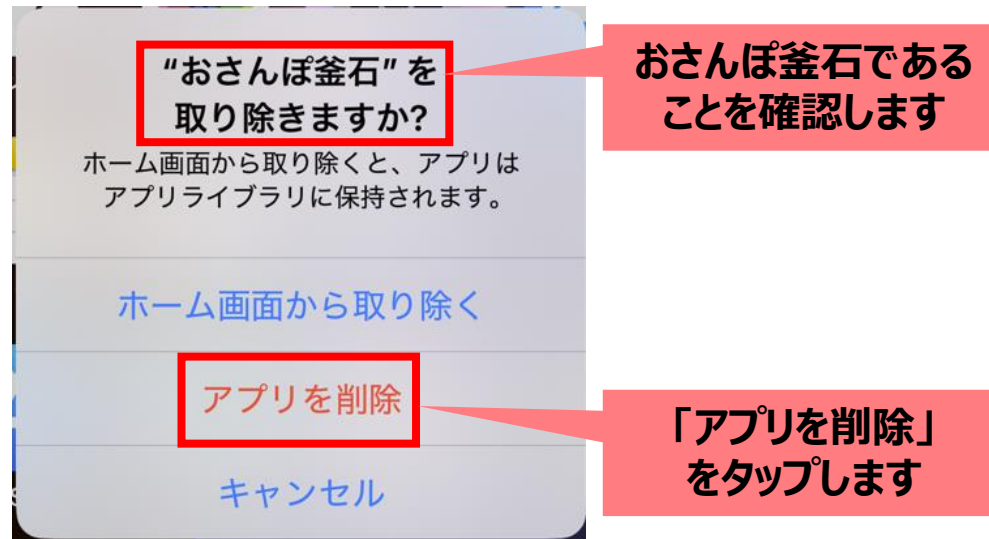 “おさんぽ釜石” を
取り除きますか?
ホーム画面から取り除くと、アプリは
アプリライブラリに保持されます。
ホーム画面から取り除く
アプリを削除
キャンセル
おさんぽ釜石である
ことを確認します
「アプリを削除」
をタップします